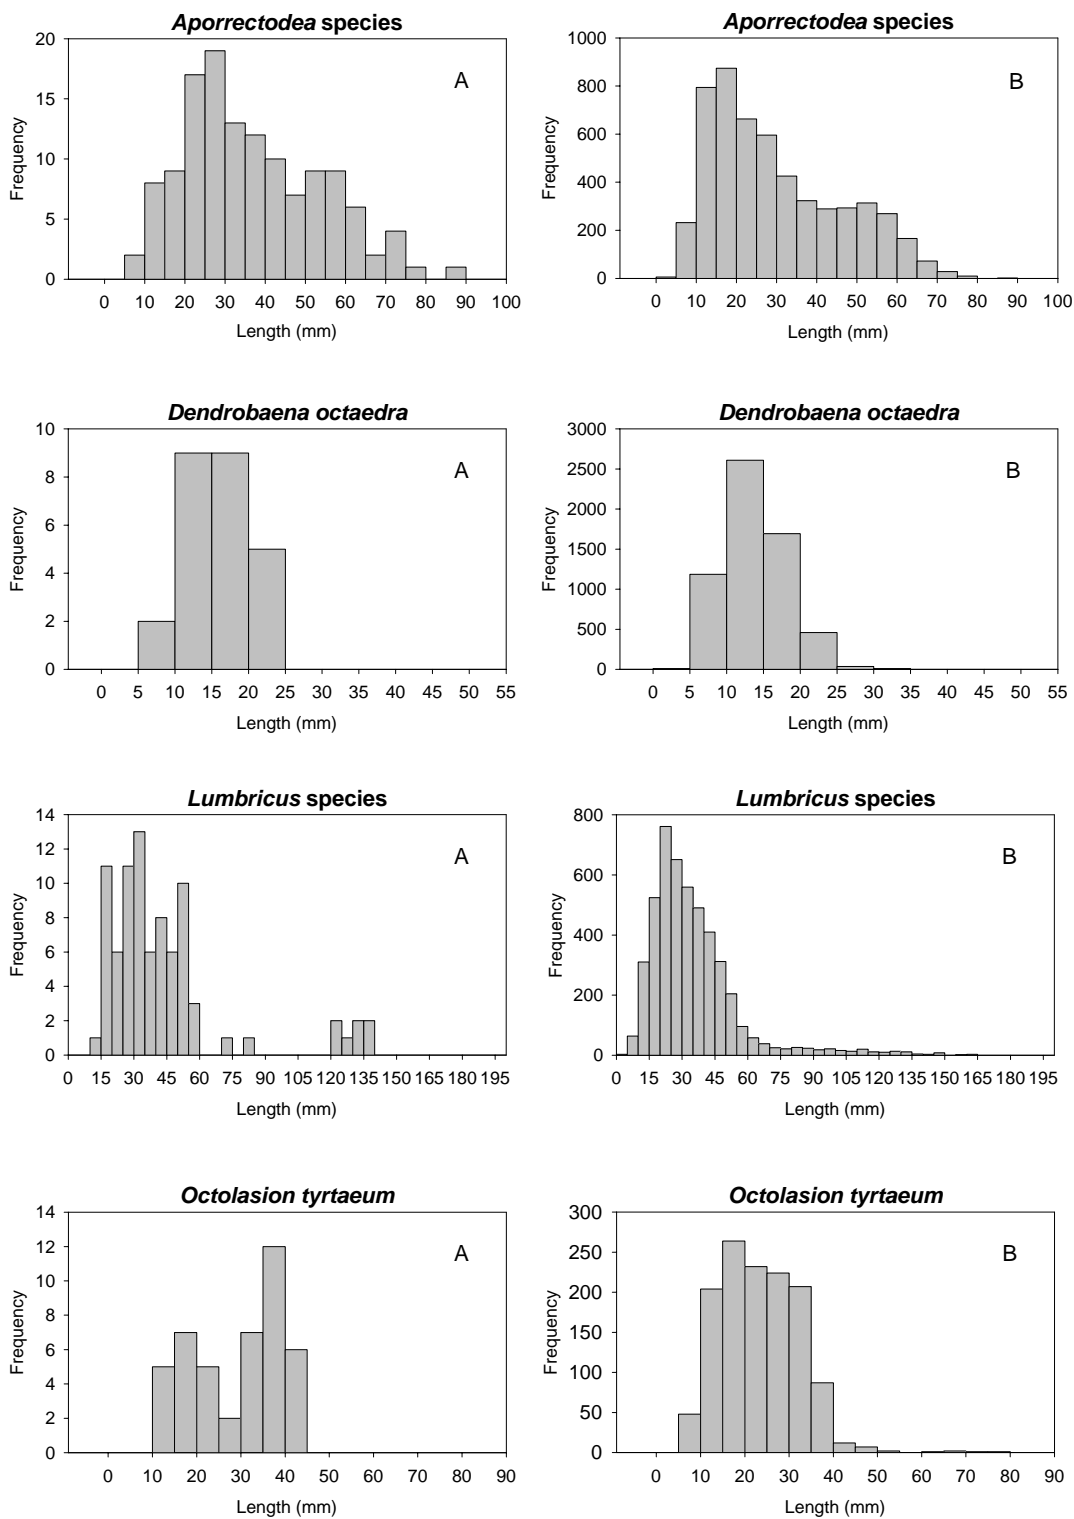 Aporrectodea species
A
Frequency
20
15
10
5
0
0 10 20 30 40 50 60 70 80 90 100
Length (mm)
Aporrectodea species
B
Frequency
1000
800
600
400
200
0
0 10 20 30 40 50 60 70 80 90 100
Length (mm)
Dendrobaena octaedra
A
Frequency
10
8
6
4
2
0
0 5 10 15 20 25 30 35 40 45 50 55
Length (mm)
Dendrobaena octaedra
B
Frequency
3000
2500
2000
1500
1000
500
0
0 5 10 15 20 25 30 35 40 45 50 55
Length (mm)
Lumbricus species
A
Frequency
14
12
10
8
6
4
2
0
0 15 30 45 60 75 90 105 120 135 150 165 180 195
Length (mm)
Lumbricus species
B
Frequency
800
600
400
200
0
0 15 30 45 60 75 90 105 120 135 150 165 180 195
Length (mm)
Octolasion tyrtaeum
A
Frequency
14
12
10
8
6
4
2
0
0 10 20 30 40 50 60 70 80 90
Length (mm)
Octolasion tyrtaeum
B
Frequency
300
250
200
150
100
50
0
0 10 20 30 40 50 60 70 80 90
Length (mm)